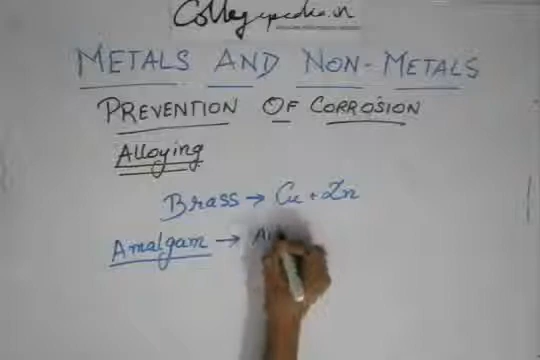 Collegepedia.in
METALS AND NON-METALS
PREVENTION OF CORROSION
Alloying
Brass → Cu + Zn
Amalgam →